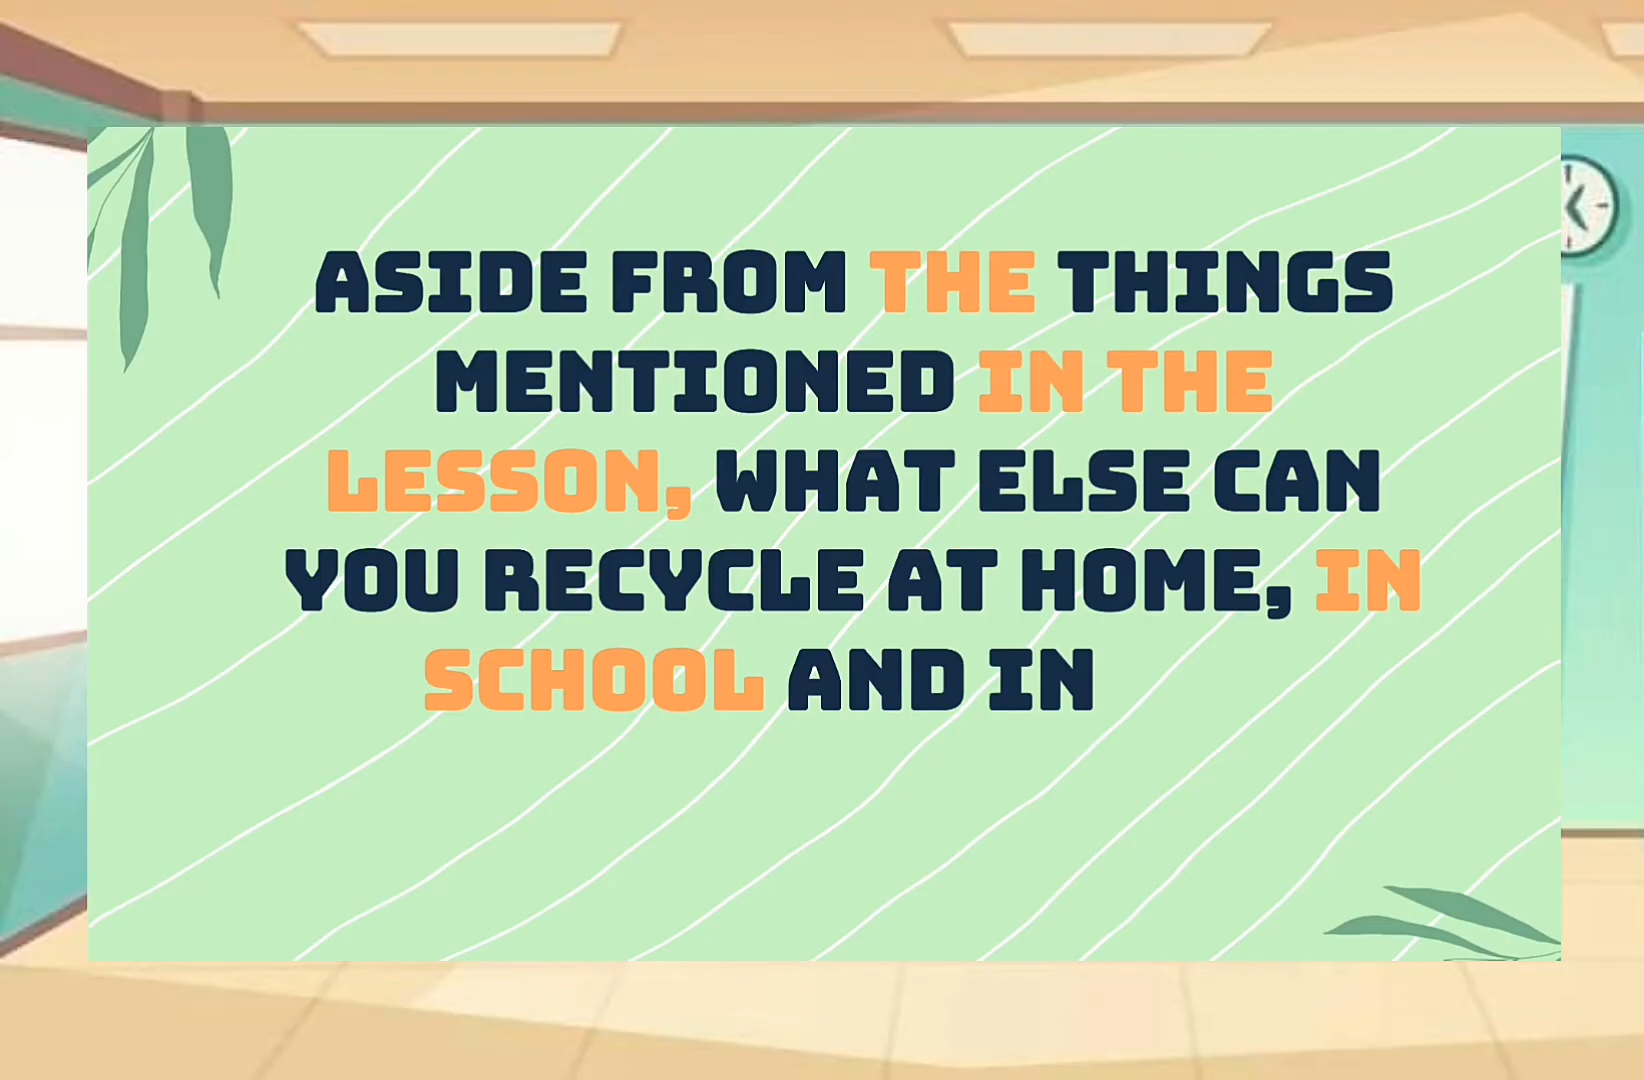 ASIDE FROM THE THINGS
MENTIONED IN THE
LESSON, WHAT ELSE CAN
YOU RECYCLE AT HOME, IN
SCHOOL AND IN